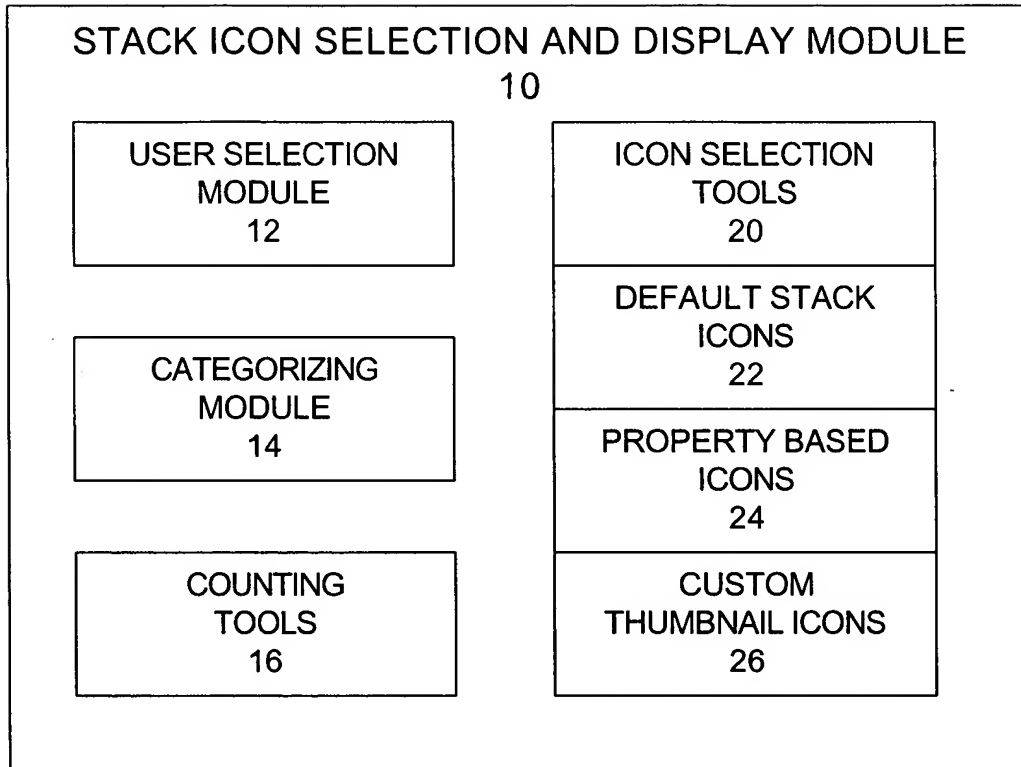 STACK ICON SELECTION AND DISPLAY MODULE
10
USER SELECTION
MODULE
12
CATEGORIZING
MODULE
14
COUNTING
TOOLS
16
ICON SELECTION
TOOLS
20
DEFAULT STACK
ICONS
22
PROPERTY BASED
ICONS
24
CUSTOM
THUMBNAIL ICONS
26